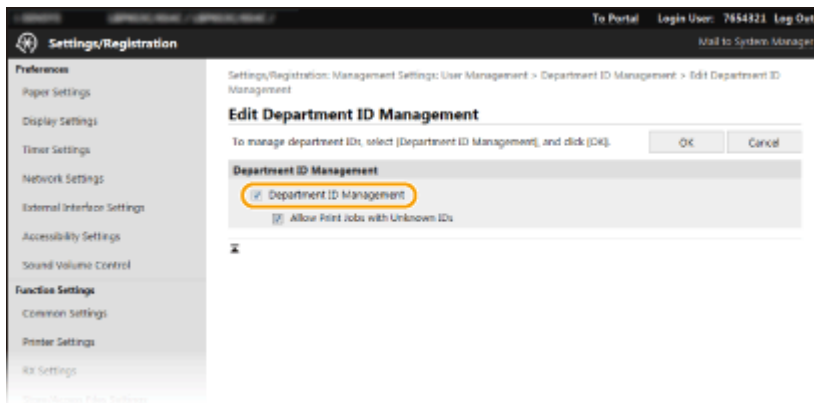 To Portal Login User: 7654321 Log Out
Settings/Registration
Mail to System Manager
Preferences
Paper Settings
Display Settings
Timer Settings
Network Settings
External Interface Settings
Accessibility Settings
Sound Volume Control
Function Settings
Common Settings
Printer Settings
RX Settings
Settings/Registration: Management Settings: User Management > Department ID Management > Edit Department ID
Management
Edit Department ID Management
To manage department IDs, select [Department ID Management], and click [OK].
OK Cancel
Department ID Management
Department ID Management
Allow Print Jobs with Unknown IDs